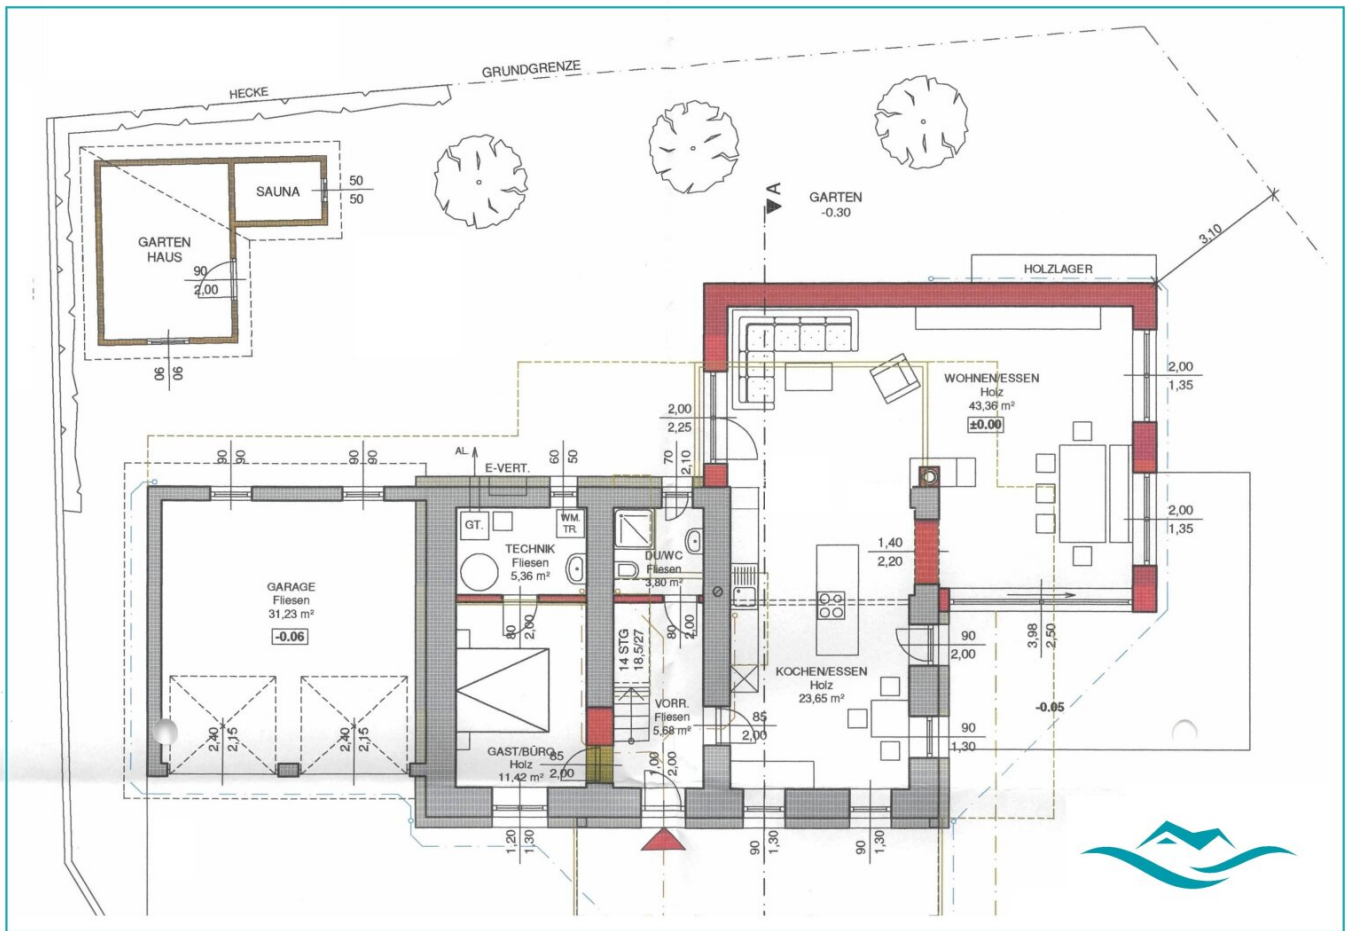 GRUNDGRENZE
HECKE
SAUNA
50
50
A
GARTEN
-0.30
GARTEN
HAUS
90
2,00
90
90
3,10
HOLZLAGER
WOHNEN/ESSEN
Holz
43,36 m²
±0.00
2,00
1,35
2,00
2,25
90
90
90
90
AL.
E-VERT.
60
50
70
2,10
GT.
WM.
TR.
TECHNIK
Fliesen
5,36 m²
DU/WC
Fliesen
3,80 m²
1,40
2,20
2,00
1,35
GARAGE
Fliesen
31,23 m²
-0.06
80
2,00
14 STG
18,5/27
80
2,00
90
2,00
3,98
2,50
KOCHEN/ESSEN
Holz
23,65 m²
-0.05
VORR.
Fliesen
5,68 m²
85
2,00
90
1,30
2,40
2,15
2,40
2,15
GAST/BÜRO
Holz
11,42 m²
85
2,00
1,00
2,00
1,20
1,30
90
1,30
90
1,30